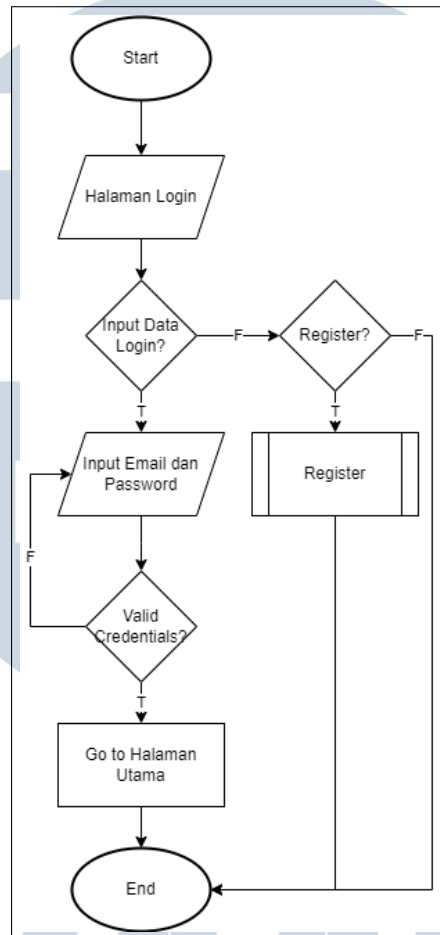 Start
Halaman Login
Input Data
Login?
F
Register?
F
T
T
Input Email dan
Password
Register
F
Valid
Credentials?
T
Go to Halaman
Utama
End